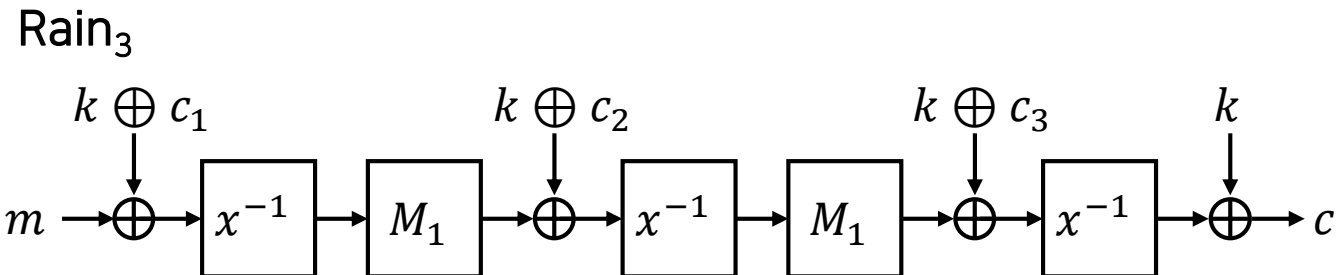 Rain₃
k ⊕ c₁ k ⊕ c₂ k ⊕ c₃ k
m ⊕ x⁻¹ M₁ ⊕ x⁻¹ M₁ ⊕ x⁻¹ ⊕ c